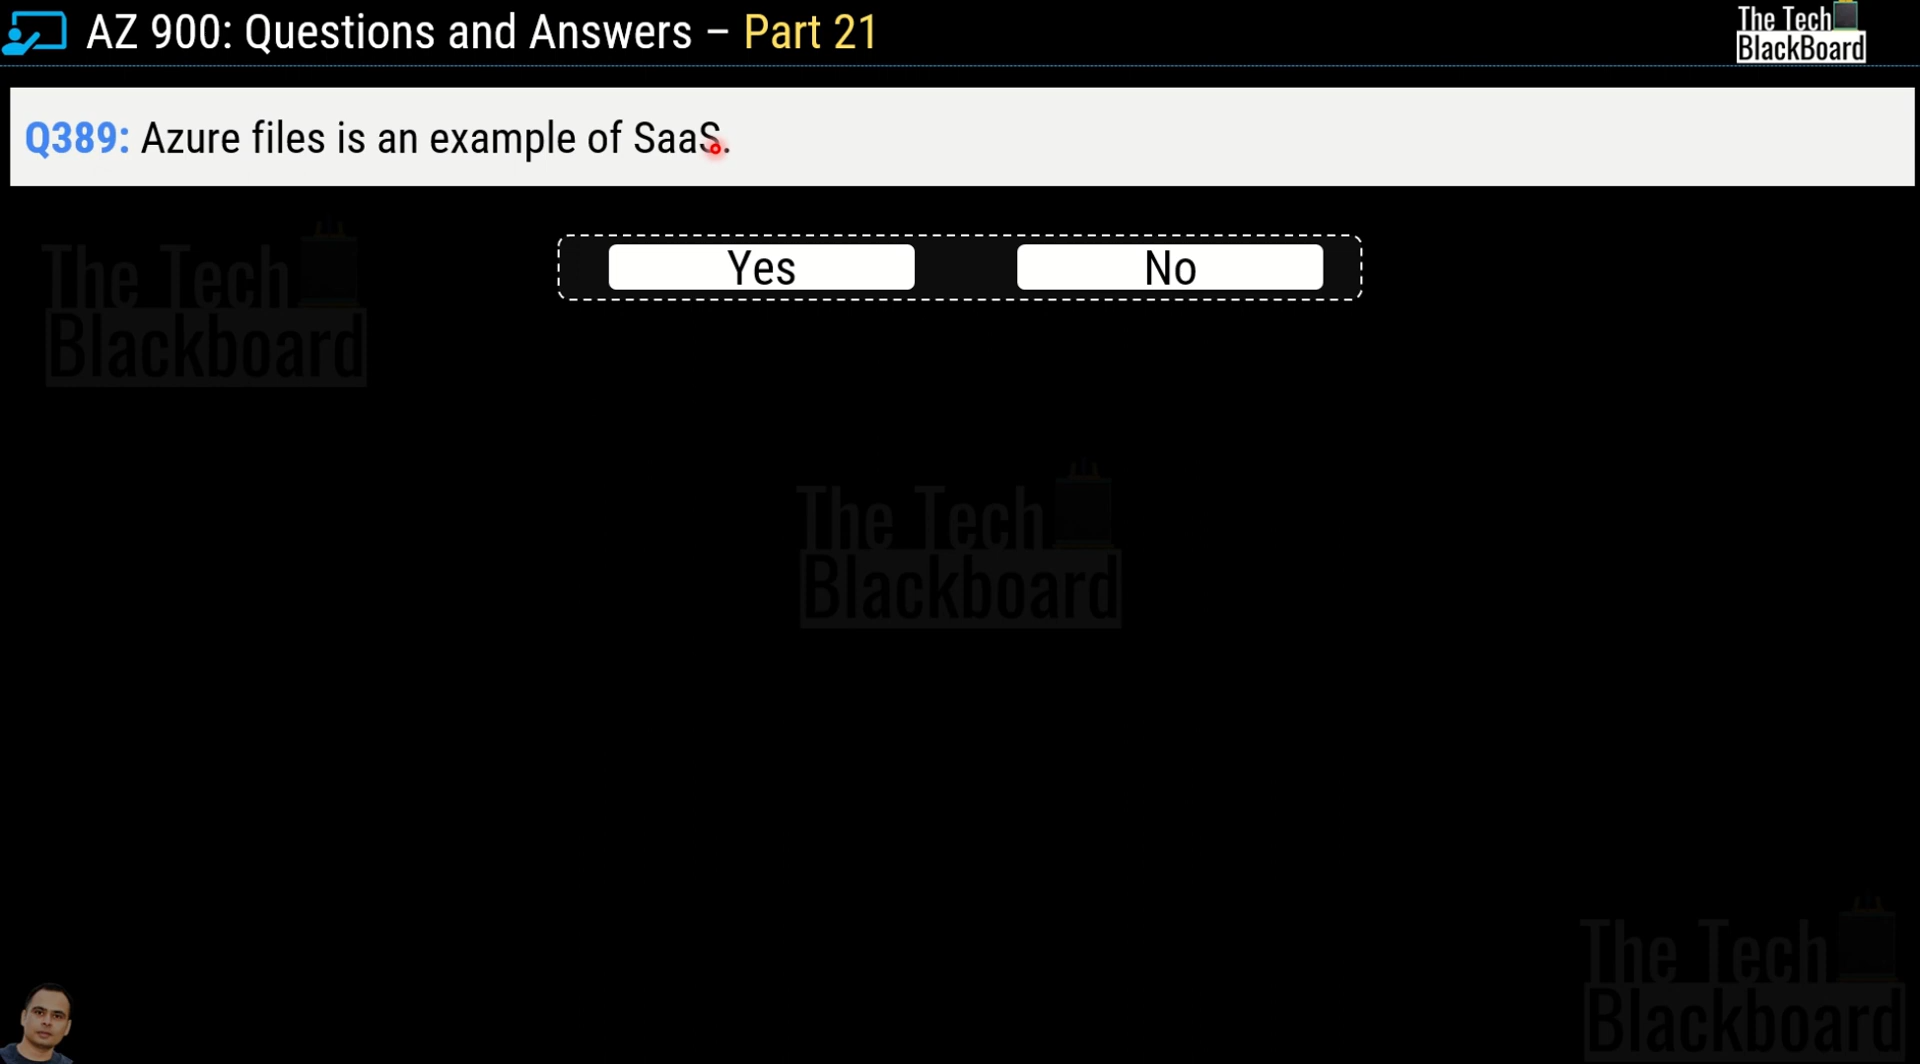 AZ 900: Questions and Answers – Part 21
The Tech
BlackBoard
Q389: Azure files is an example of SaaS.
Yes
No
The Tech
Blackboard
The Tech
Blackboard
The Tech
Blackboard